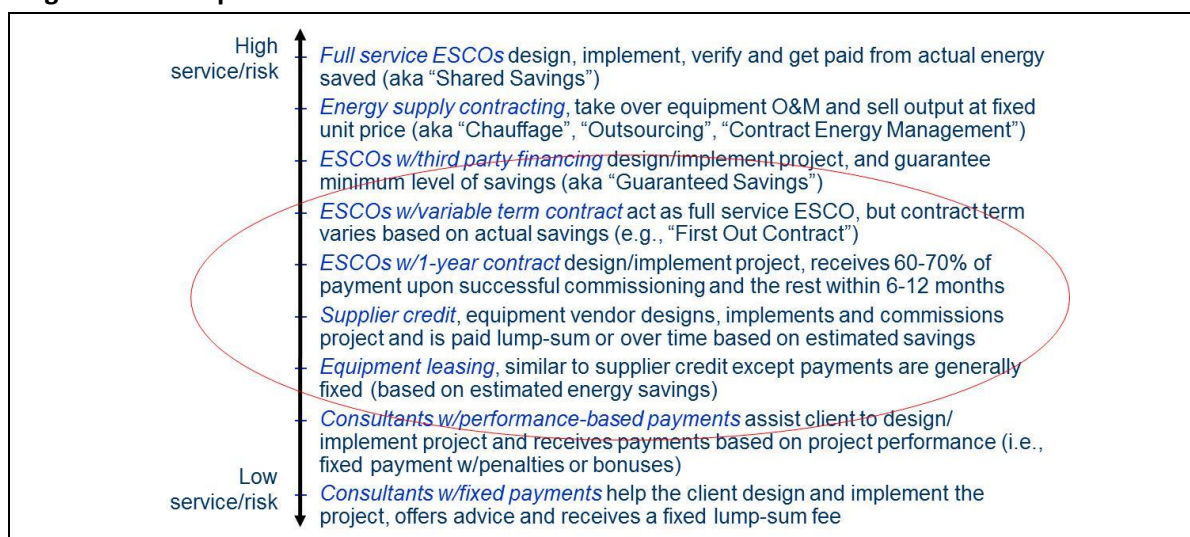 High
service/risk
Full service ESCOs design, implement, verify and get paid from actual energy
saved (aka “Shared Savings”)
Energy supply contracting, take over equipment O&M and sell output at fixed
unit price (aka “Chauffage”, “Outsourcing”, “Contract Energy Management”)
ESCOs w/third party financing design/implement project, and guarantee
minimum level of savings (aka “Guaranteed Savings”)
ESCOs w/variable term contract act as full service ESCO, but contract term
varies based on actual savings (e.g., “First Out Contract”)
ESCOs w/1-year contract design/implement project, receives 60-70% of
payment upon successful commissioning and the rest within 6-12 months
Supplier credit, equipment vendor designs, implements and commissions
project and is paid lump-sum or over time based on estimated savings
Equipment leasing, similar to supplier credit except payments are generally
fixed (based on estimated energy savings)
Consultants w/performance-based payments assist client to design/
implement project and receives payments based on project performance (i.e.,
fixed payment w/penalties or bonuses)
Low
service/risk
Consultants w/fixed payments help the client design and implement the
project, offers advice and receives a fixed lump-sum fee